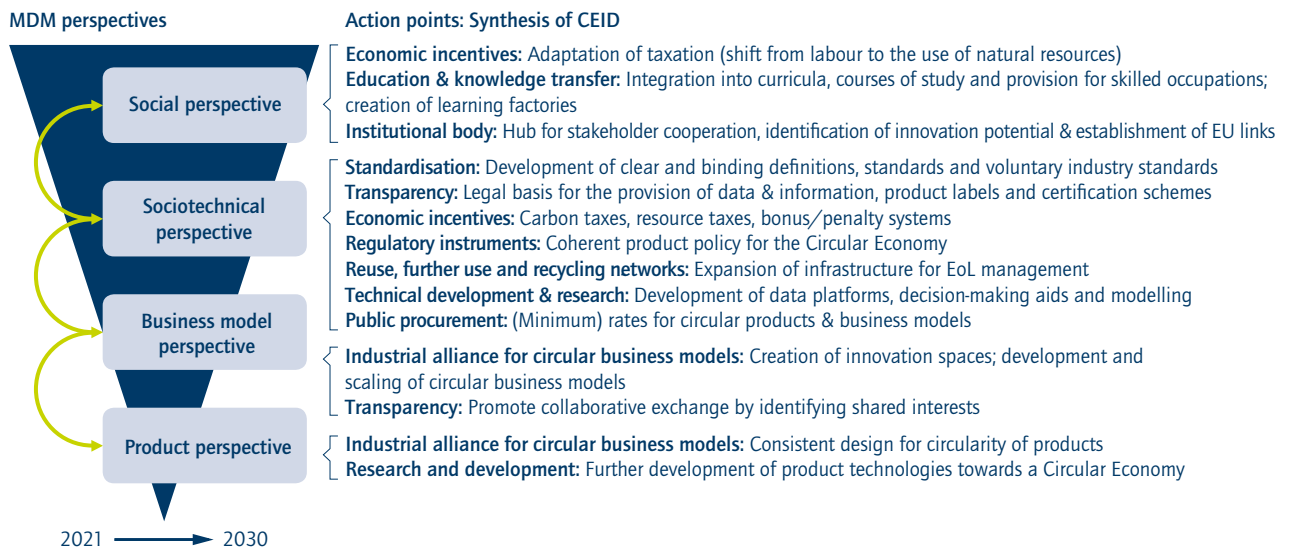 MDM perspectives
Action points: Synthesis of CEID
Social perspective
Economic incentives: Adaptation of taxation (shift from labour to the use of natural resources)
Education & knowledge transfer: Integration into curricula, courses of study and provision for skilled occupations;
creation of learning factories
Institutional body: Hub for stakeholder cooperation, identification of innovation potential & establishment of EU links
Sociotechnical
perspective
Standardisation: Development of clear and binding definitions, standards and voluntary industry standards
Transparency: Legal basis for the provision of data & information, product labels and certification schemes
Economic incentives: Carbon taxes, resource taxes, bonus/penalty systems
Regulatory instruments: Coherent product policy for the Circular Economy
Reuse, further use and recycling networks: Expansion of infrastructure for EoL management
Technical development & research: Development of data platforms, decision-making aids and modelling
Public procurement: (Minimum) rates for circular products & business models
Business model
perspective
Industrial alliance for circular business models: Creation of innovation spaces; development and
scaling of circular business models
Transparency: Promote collaborative exchange by identifying shared interests
Product perspective
Industrial alliance for circular business models: Consistent design for circularity of products
Research and development: Further development of product technologies towards a Circular Economy
2021
2030